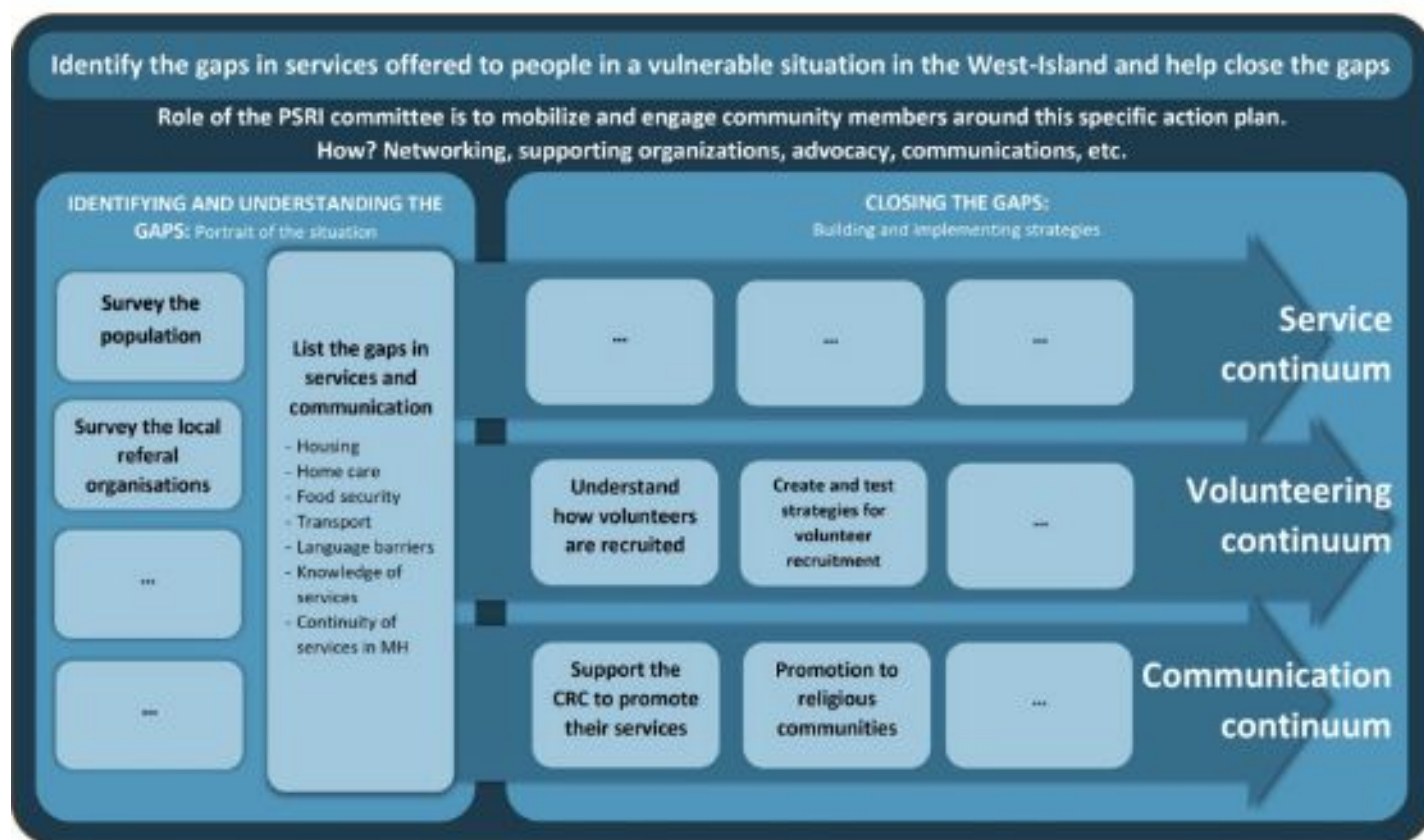 Identify the gaps in services offered to people in a vulnerable situation in the West-Island and help close the gaps
Role of the PSRI committee is to mobilize and engage community members around this specific action plan.
How? Networking, supporting organizations, advocacy, communications, etc.
IDENTIFYING AND UNDERSTANDING THE
GAPS: Portrait of the situation
Survey the
population
Survey the local
referal
organisations
...
...
List the gaps in
services and
communication
- Housing
- Home care
- Food security
- Transport
- Language barriers
- Knowledge of
services
- Continuity of
services in MH
CLOSING THE GAPS:
Building and implementing strategies
...
...
...
Service
continuum
Understand
how volunteers
are recruited
Create and test
strategies for
volunteer
recruitment
...
Volunteering
continuum
Support the
CRC to promote
their services
Promotion to
religious
communities
...
Communication
continuum